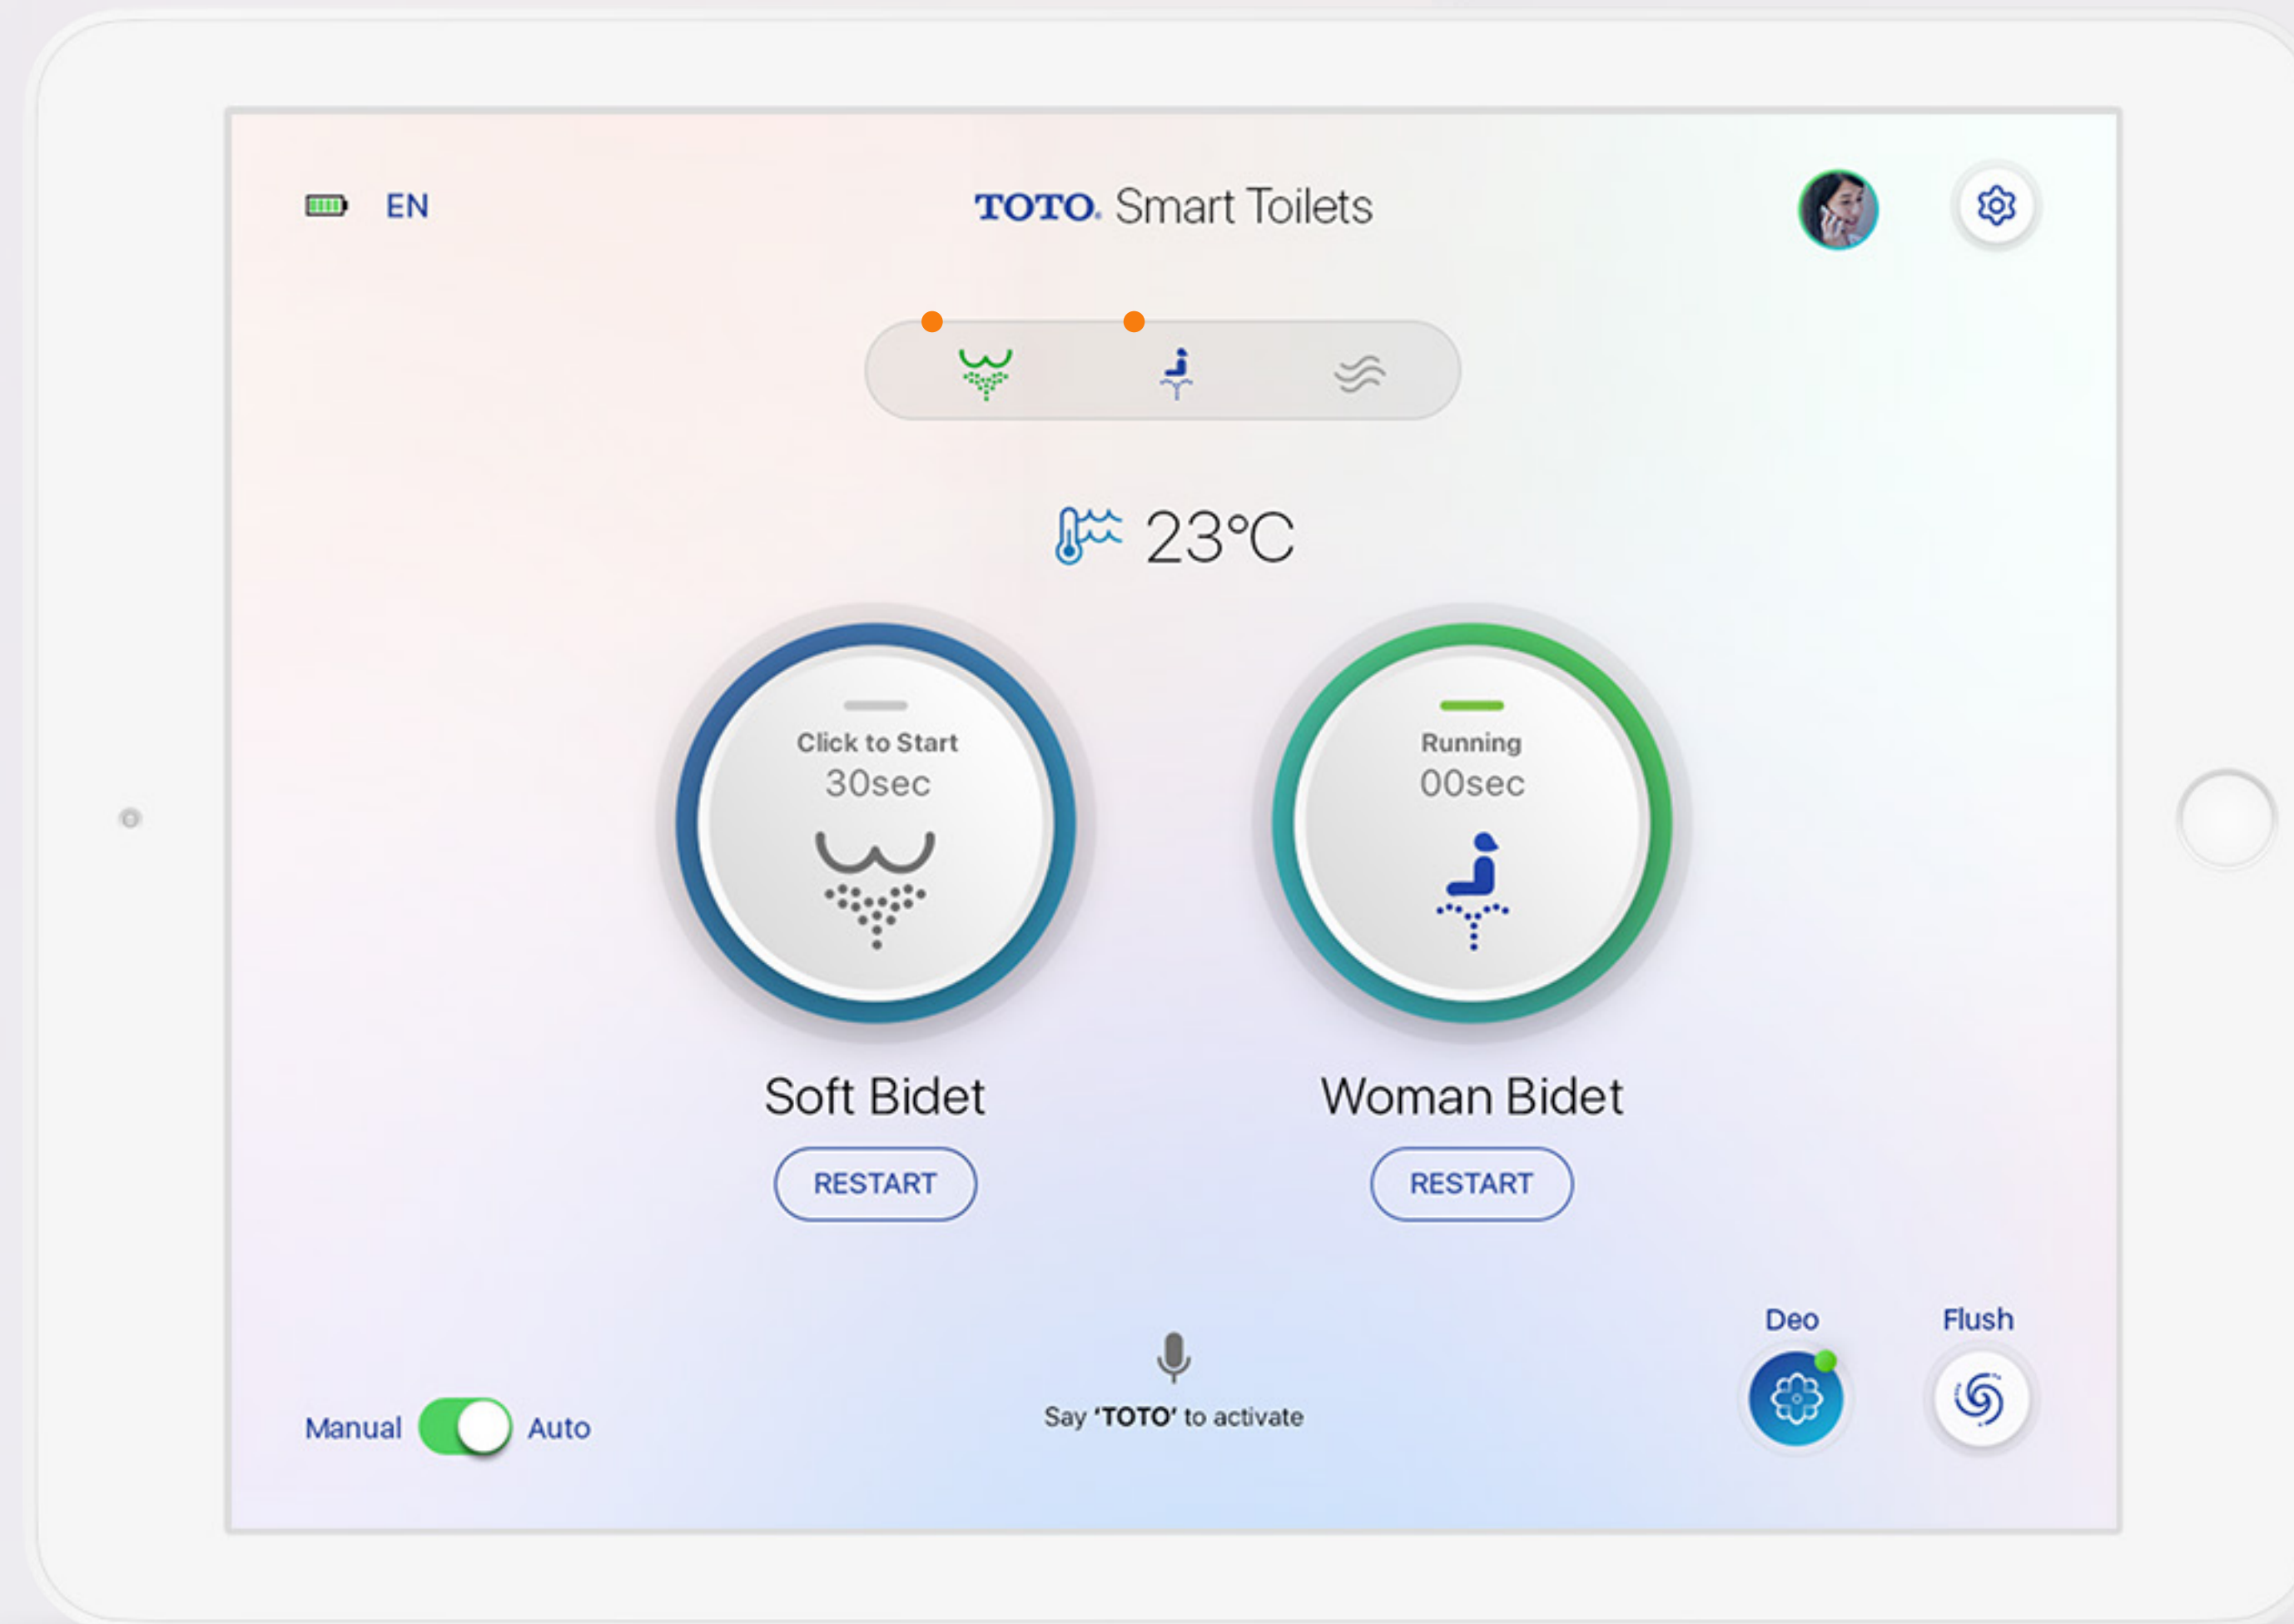 EN
TOTO. Smart Toilets
23°C
Click to Start
30sec
Running
00sec
Soft Bidet
Woman Bidet
RESTART
RESTART
Deo
Flush
Manual
Auto
Say ‘TOTO’ to activate